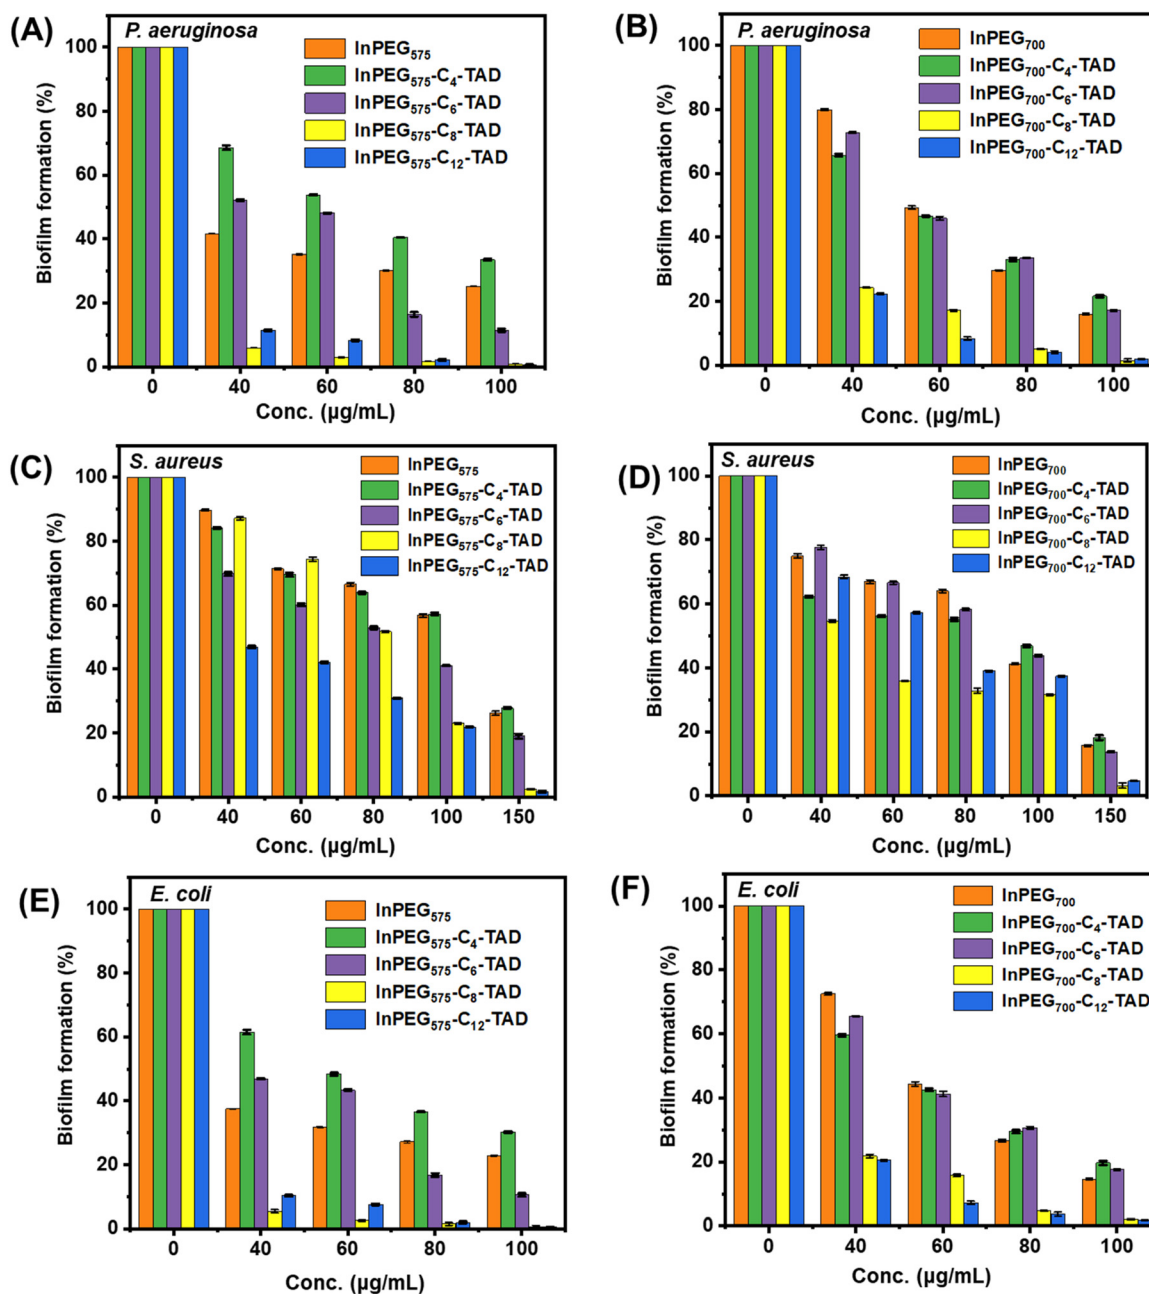 (A)
P. aeruginosa
InPEG₅₇₅
InPEG₅₇₅-C₄-TAD
InPEG₅₇₅-C₆-TAD
InPEG₅₇₅-C₈-TAD
InPEG₅₇₅-C₁₂-TAD
Biofilm formation (%)
100
80
60
40
20
0
0 40 60 80 100
Conc. (µg/mL)
(B)
P. aeruginosa
InPEG₇₀₀
InPEG₇₀₀-C₄-TAD
InPEG₇₀₀-C₆-TAD
InPEG₇₀₀-C₈-TAD
InPEG₇₀₀-C₁₂-TAD
Biofilm formation (%)
100
80
60
40
20
0
0 40 60 80 100
Conc. (µg/mL)
(C)
S. aureus
InPEG₅₇₅
InPEG₅₇₅-C₄-TAD
InPEG₅₇₅-C₆-TAD
InPEG₅₇₅-C₈-TAD
InPEG₅₇₅-C₁₂-TAD
Biofilm formation (%)
100
80
60
40
20
0
0 40 60 80 100 150
Conc. (µg/mL)
(D)
S. aureus
InPEG₇₀₀
InPEG₇₀₀-C₄-TAD
InPEG₇₀₀-C₆-TAD
InPEG₇₀₀-C₈-TAD
InPEG₇₀₀-C₁₂-TAD
Biofilm formation (%)
100
80
60
40
20
0
0 40 60 80 100 150
Conc. (µg/mL)
(E)
E. coli
InPEG₅₇₅
InPEG₅₇₅-C₄-TAD
InPEG₅₇₅-C₆-TAD
InPEG₅₇₅-C₈-TAD
InPEG₅₇₅-C₁₂-TAD
Biofilm formation (%)
100
80
60
40
20
0
0 40 60 80 100
Conc. (µg/mL)
(F)
E. coli
InPEG₇₀₀
InPEG₇₀₀-C₄-TAD
InPEG₇₀₀-C₆-TAD
InPEG₇₀₀-C₈-TAD
InPEG₇₀₀-C₁₂-TAD
Biofilm formation (%)
100
80
60
40
20
0
0 40 60 80 100
Conc. (µg/mL)